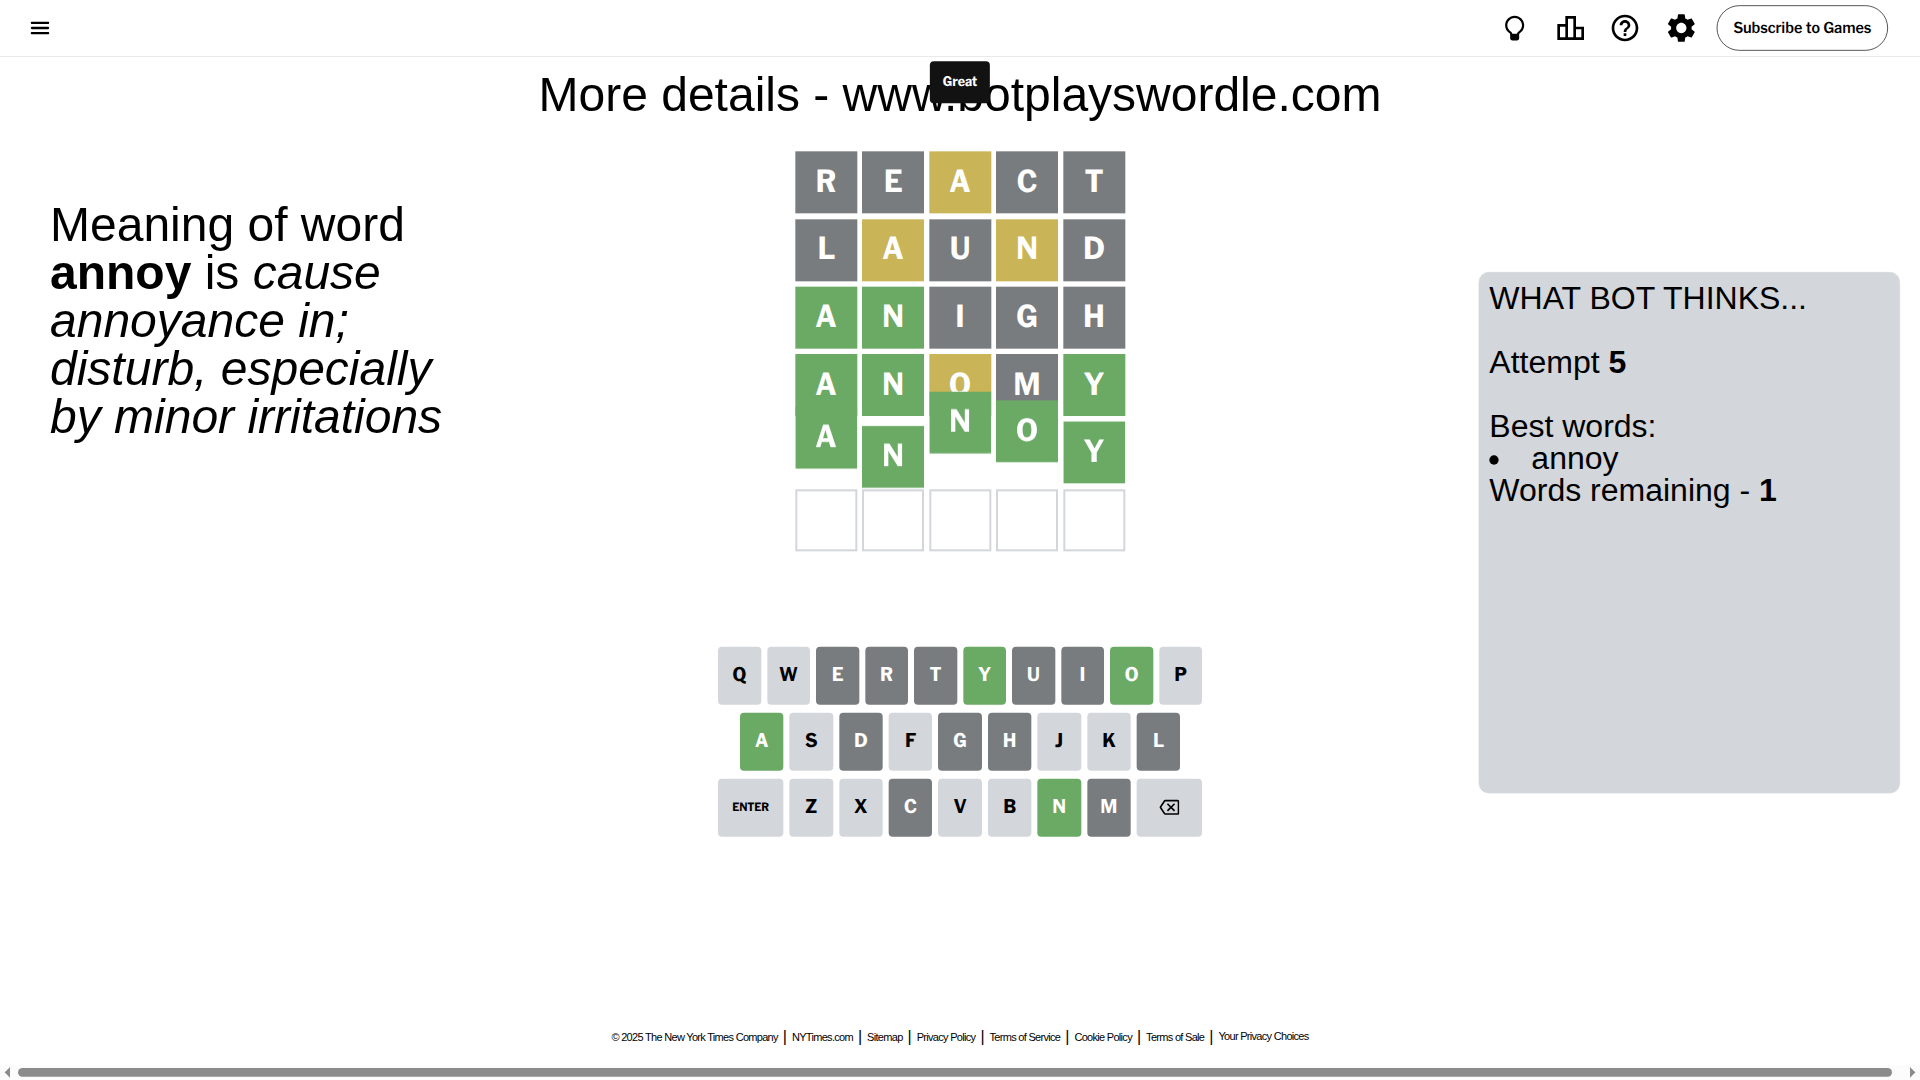 Subscribe to Games
Great
More details - www.botplayswordle.com
Meaning of word
annoy is cause
annoyance in;
disturb, especially
by minor irritations
R E A C T
L A U N D
A N I G H
A N O M Y
A N N O Y
WHAT BOT THINKS...
Attempt 5
Best words:
• annoy
Words remaining - 1
Q W E R T Y U I O P
A S D F G H J K L
ENTER Z X C V B N M
© 2025 The New York Times Company | NYTimes.com | Sitemap | Privacy Policy | Terms of Service | Cookie Policy | Terms of Sale | Your Privacy Choices